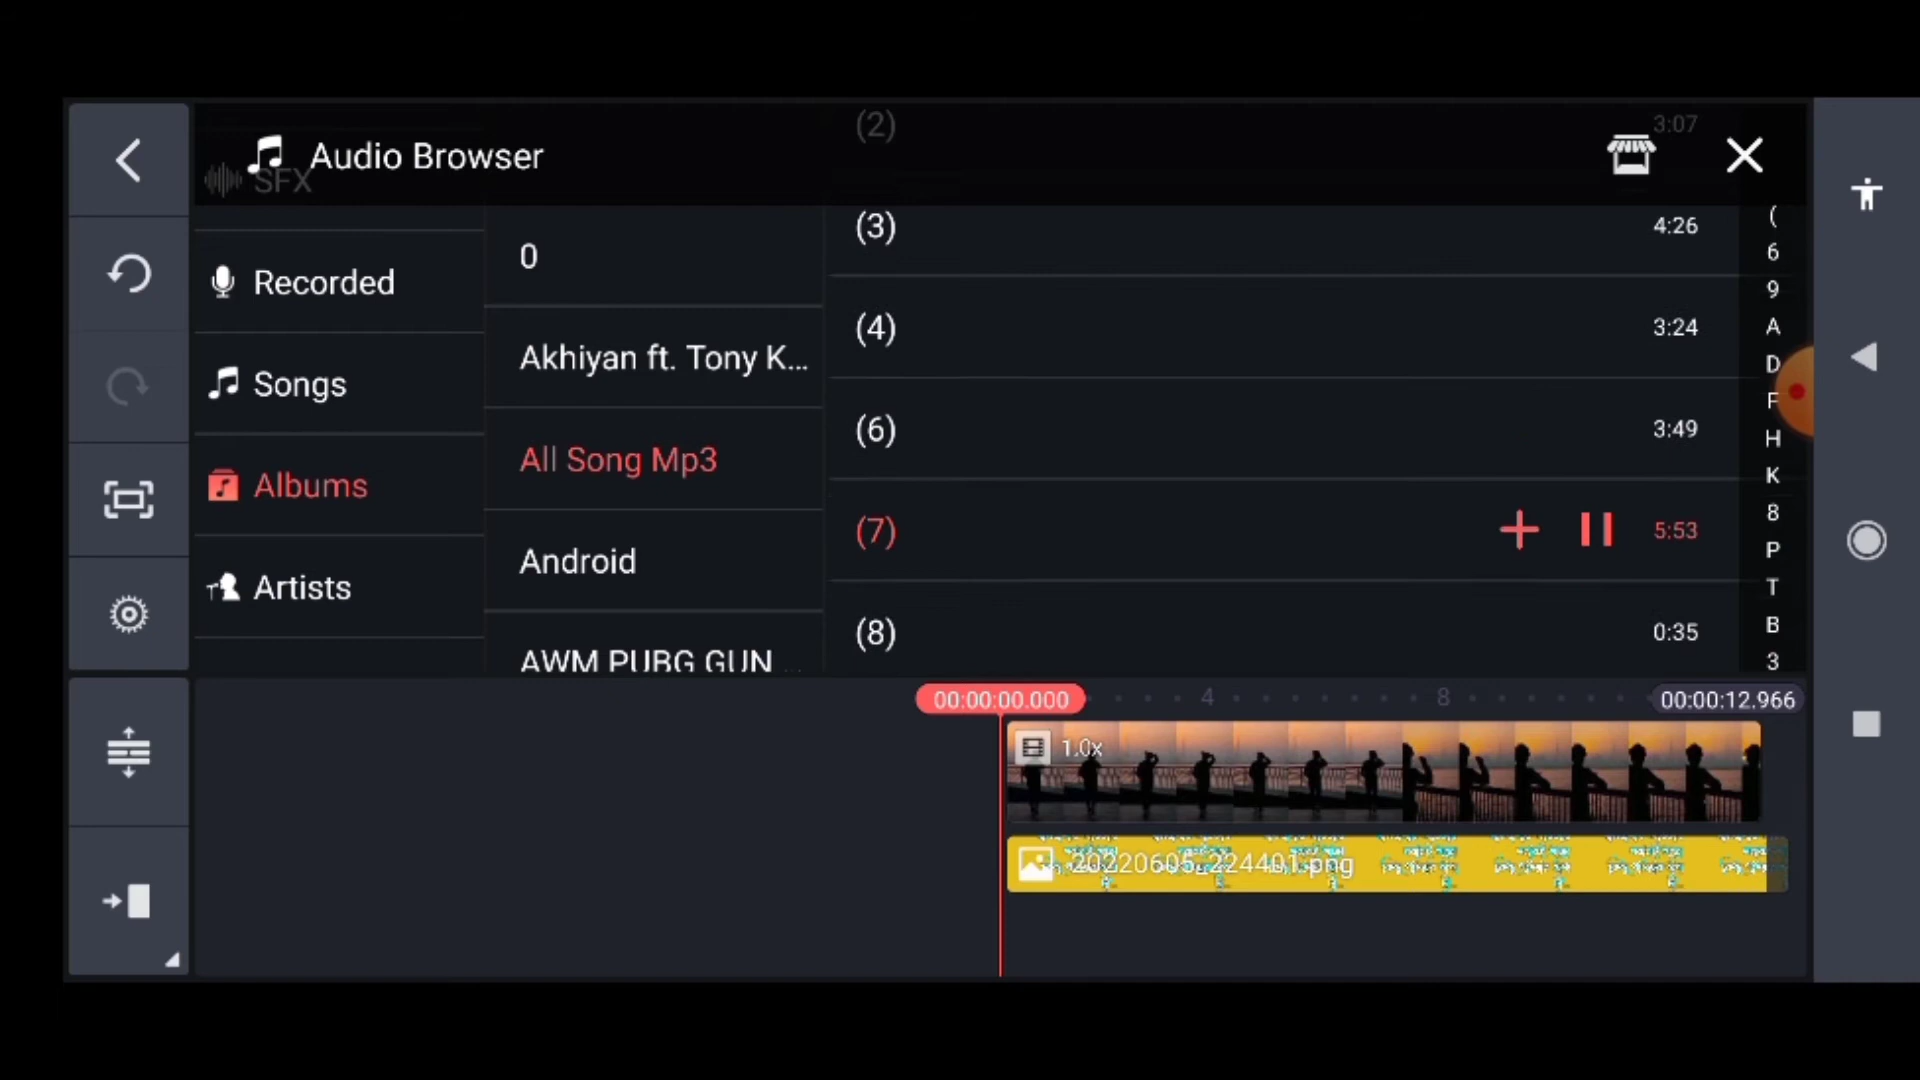 (2)
3:07
Audio Browser
SFX
(3)
4:26
Recorded
0
(4)
3:24
Songs
Akhiyan ft. Tony K...
(6)
3:49
Albums
All Song Mp3
(7)
5:53
Artists
Android
(8)
0:35
AWM PUBG GUN ...
(
6
9
A
D
F
H
K
8
P
T
B
3
00:00:00.000
4
8
00:00:12.966
1.0x
20220605_224401.png